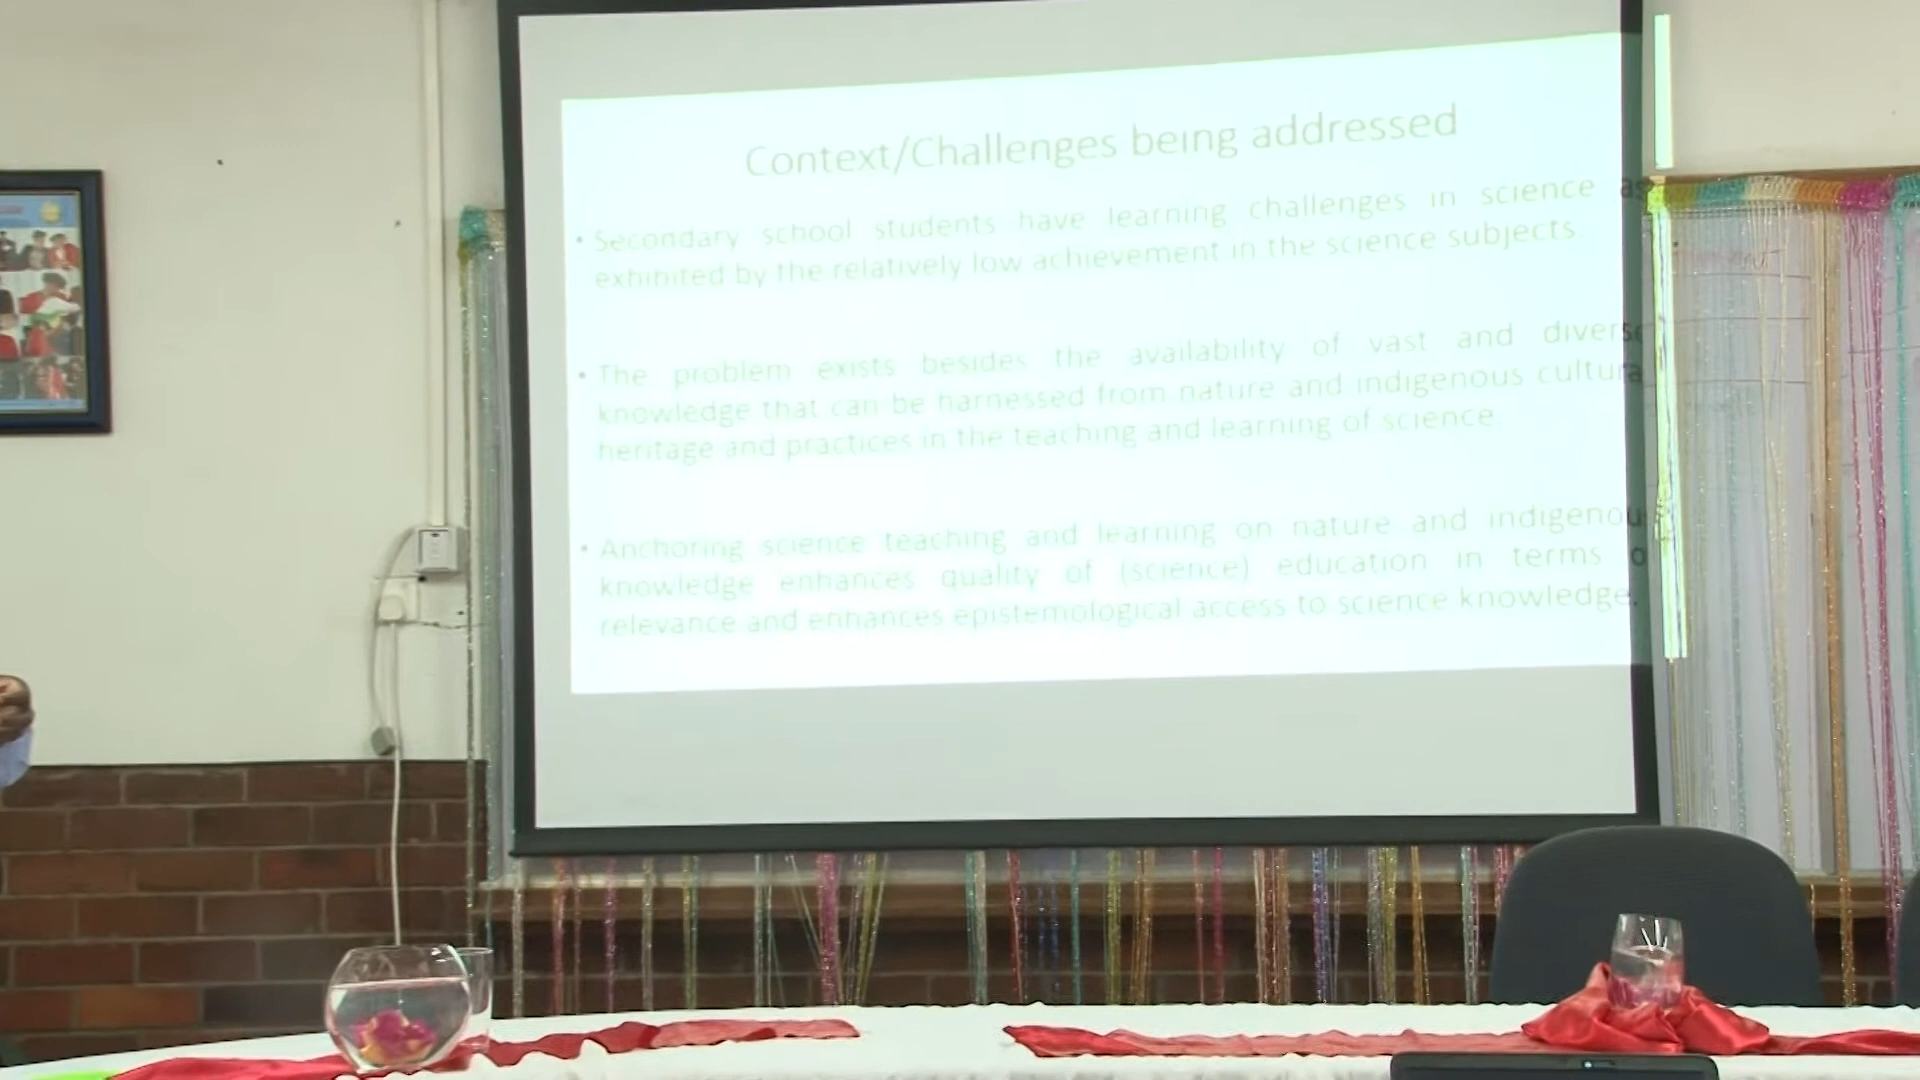 Context/Challenges being addressed
• Secondary school students have learning challenges in science as
exhibited by the relatively low achievement in the science subjects
• The problem exists besides the availability of vast and diverse
knowledge that can be harnessed from nature and indigenous cultural
heritage and practices in the teaching and learning of science
• Anchoring science teaching and learning on nature and indigenous
knowledge enhances quality of (science) education in terms o
relevance and enhances epistemological access to science knowledge.